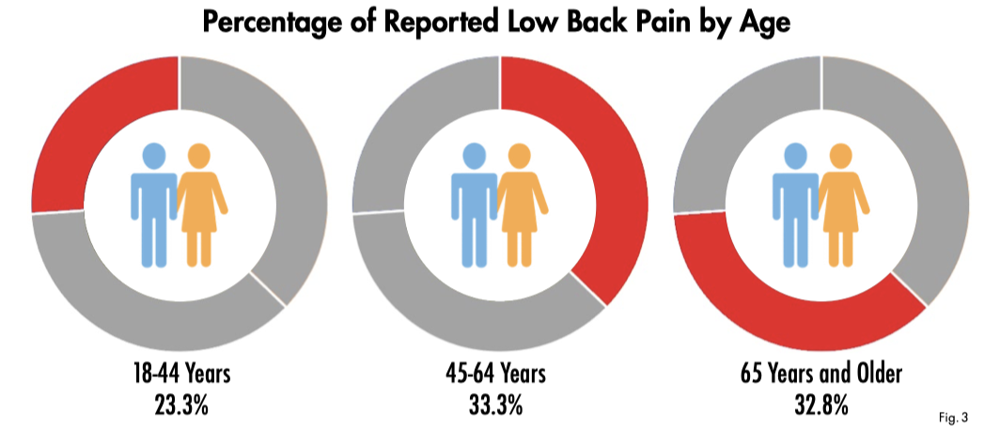 Percentage of Reported Low Back Pain by Age
18-44 Years
23.3%
45-64 Years
33.3%
65 Years and Older
32.8%
Fig. 3